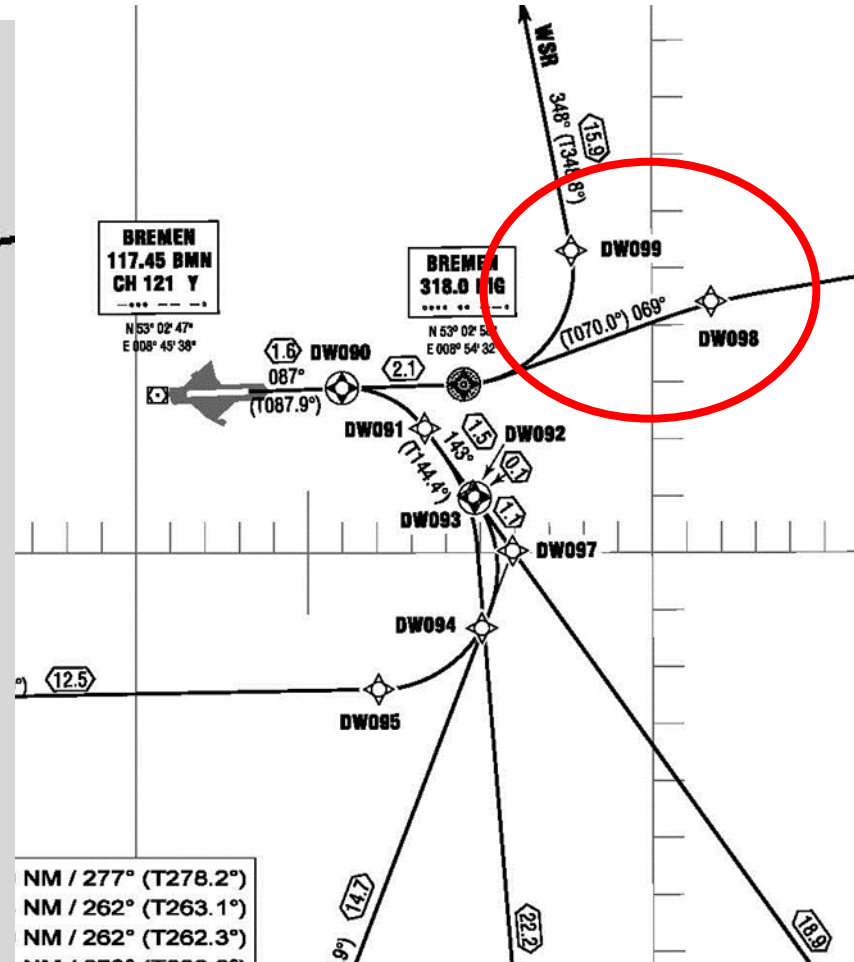 WSR
348° (T348.8°)
15.9
BREMEN
117.45 BMN
CH 121 Y
N 53° 02' 47"
E 008° 45' 38"
BREMEN
318.0 MIG
N 53° 02' 58"
E 008° 54' 32"
DW099
(T070.0°) 069°
DW098
1.6
DW090
087°
(T087.9°)
2.1
DW091
1.5
143°
(T144.4°)
DW092
0.1
DW093
1.1
DW097
DW094
12.5
DW095
NM / 277° (T278.2°)
NM / 262° (T263.1°)
NM / 262° (T262.3°)
14.7
22.2
18.9